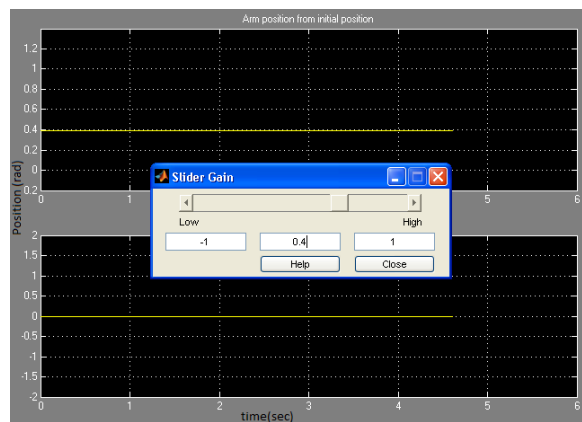 Arm position from initial position
1.2
1
0.8
0.6
0.4
0.2
0
0.2
0 1 5 6
Position (rad)
Slider Gain
Low High
-1 0.4 1
Help Close
2
1.5
1
0.5
0
-0.5
-1
-1.5
-2
0 1 2 3 4 5 6
time(sec)